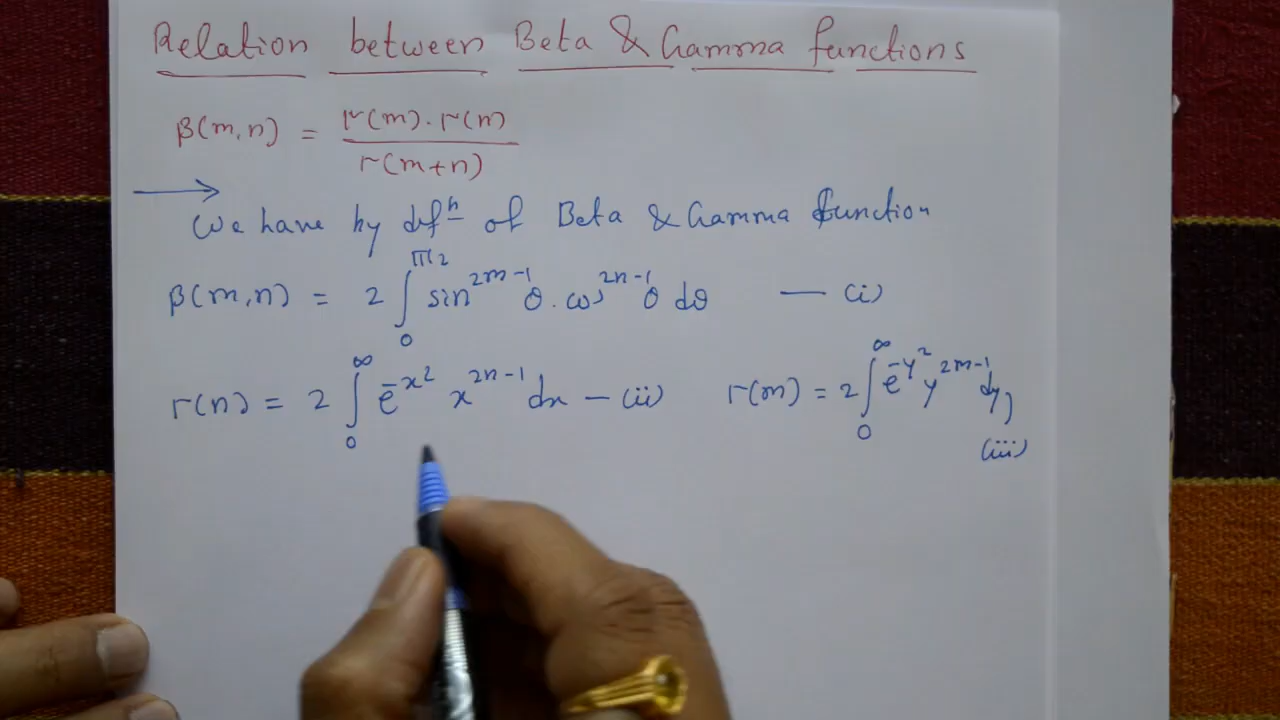 Relation between Beta & Gamma functions
β(m,n) = Γ(m).Γ(n) / Γ(m+n)
→
We have by defⁿ of Beta & Gamma function
β(m,n) = 2 ∫₀^{π/2} sin^{2m-1}θ . cos^{2n-1}θ dθ — (i)
Γ(n) = 2 ∫₀^∞ e^{-x²} x^{2n-1} dx — (ii) Γ(m) = 2 ∫₀^∞ e^{-y²} y^{2m-1} dy,
(iii)